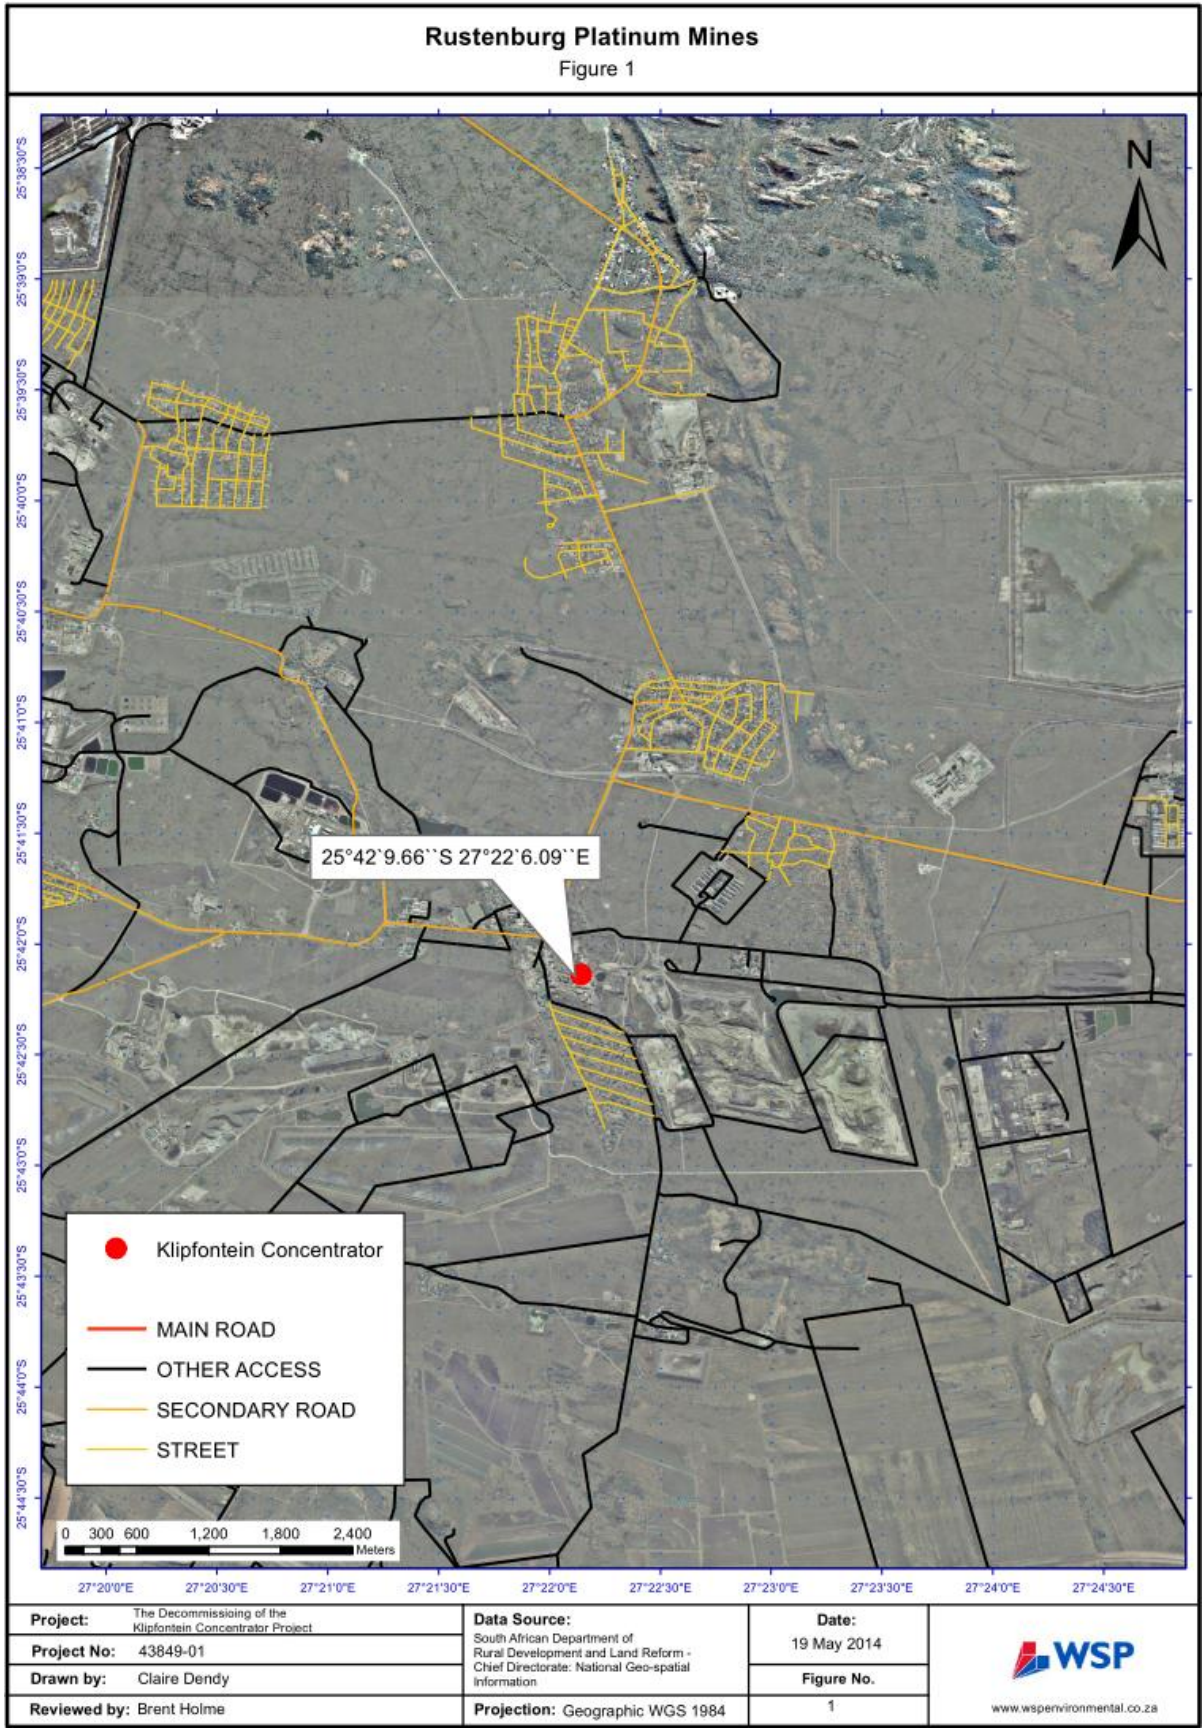 Rustenburg Platinum Mines
Figure 1
N
25°38'30"S
25°39'0"S
25°39'30"S
25°40'0"S
25°40'30"S
25°41'0"S
25°41'30"S
25°42'0"S
25°42'30"S
25°43'0"S
25°43'30"S
25°44'0"S
25°44'30"S
25°42`9.66``S 27°22`6.09``E
Klipfontein Concentrator
MAIN ROAD
OTHER ACCESS
SECONDARY ROAD
STREET
0 300 600 1,200 1,800 2,400
Meters
27°20'0"E 27°20'30"E 27°21'0"E 27°21'30"E 27°22'0"E 27°22'30"E 27°23'0"E 27°23'30"E 27°24'0"E 27°24'30"E
Project: The Decommissioing of the
Klipfontein Concentrator Project
Project No: 43849-01
Drawn by: Claire Dendy
Reviewed by: Brent Holme
Data Source:
South African Department of
Rural Development and Land Reform -
Chief Directorate: National Geo-spatial
Information
Projection: Geographic WGS 1984
Date:
19 May 2014
Figure No.
1
WSP
www.wspenvironmental.co.za